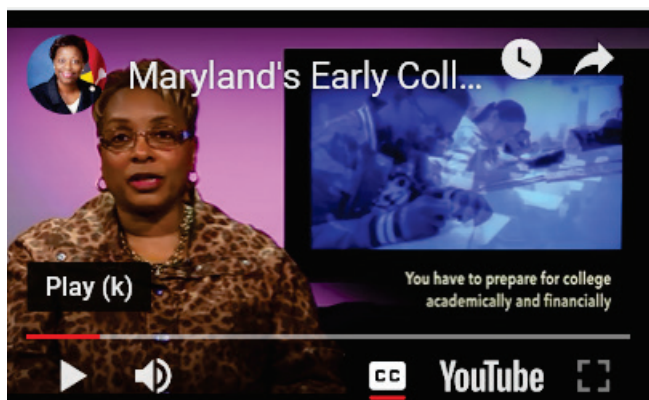 Maryland's Early Coll...
Play (k)
You have to prepare for college
academically and financially
CC
YouTube